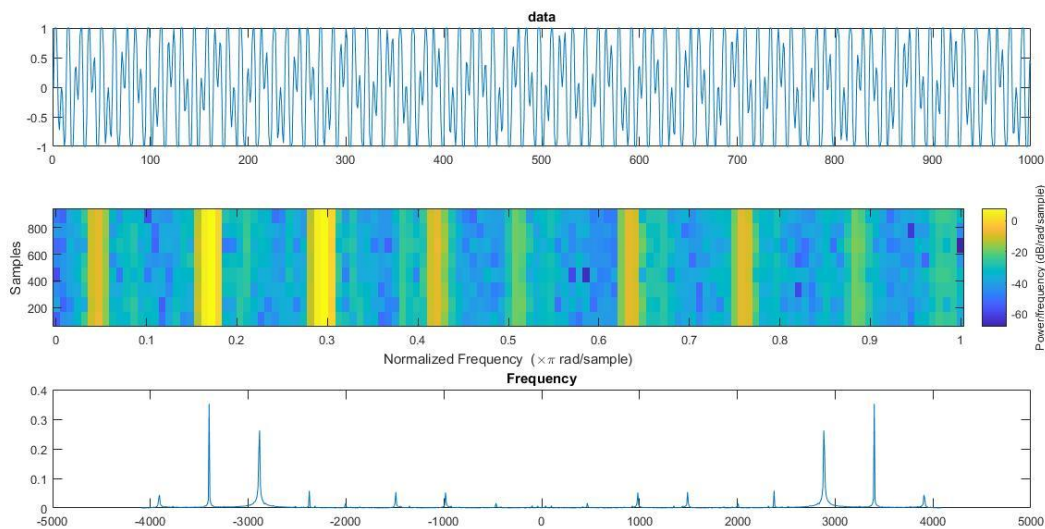 data
1
0.5
0
-0.5
-1
0 100 200 300 400 500 600 700 800 900 1000
Samples
800
600
400
200
0 0.1 0.2 0.3 0.4 0.5 0.6 0.7 0.8 0.9 1
Normalized Frequency (×π rad/sample)
0
-20
-40
-60
Power/frequency (dB/rad/sample)
Frequency
0.4
0.3
0.2
0.1
0
-5000 -4000 -3000 -2000 -1000 0 1000 2000 3000 4000 5000